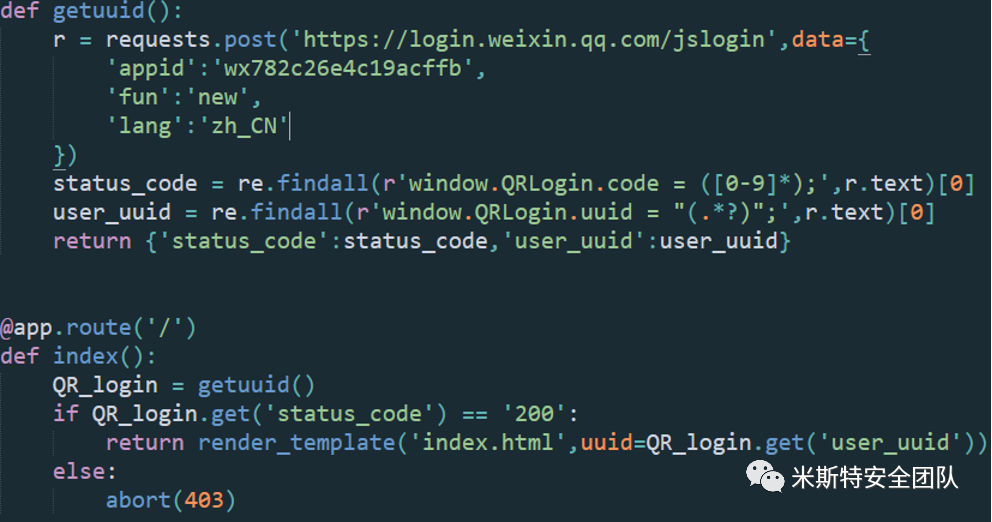 def getuuid():
    r = requests.post('https://login.weixin.qq.com/jslogin',data={
        'appid':'wx782c26e4c19acffb',
        'fun':'new',
        'lang':'zh_CN'
    })
    status_code = re.findall(r'window.QRLogin.code = ([0-9]*);',r.text)[0]
    user_uuid = re.findall(r'window.QRLogin.uuid = "(.*?)";',r.text)[0]
    return {'status_code':status_code,'user_uuid':user_uuid}
@app.route('/')
def index():
    QR_login = getuuid()
    if QR_login.get('status_code') == '200':
        return render_template('index.html',uuid=QR_login.get('user_uuid'))
    else:
        abort(403)
米斯特安全团队